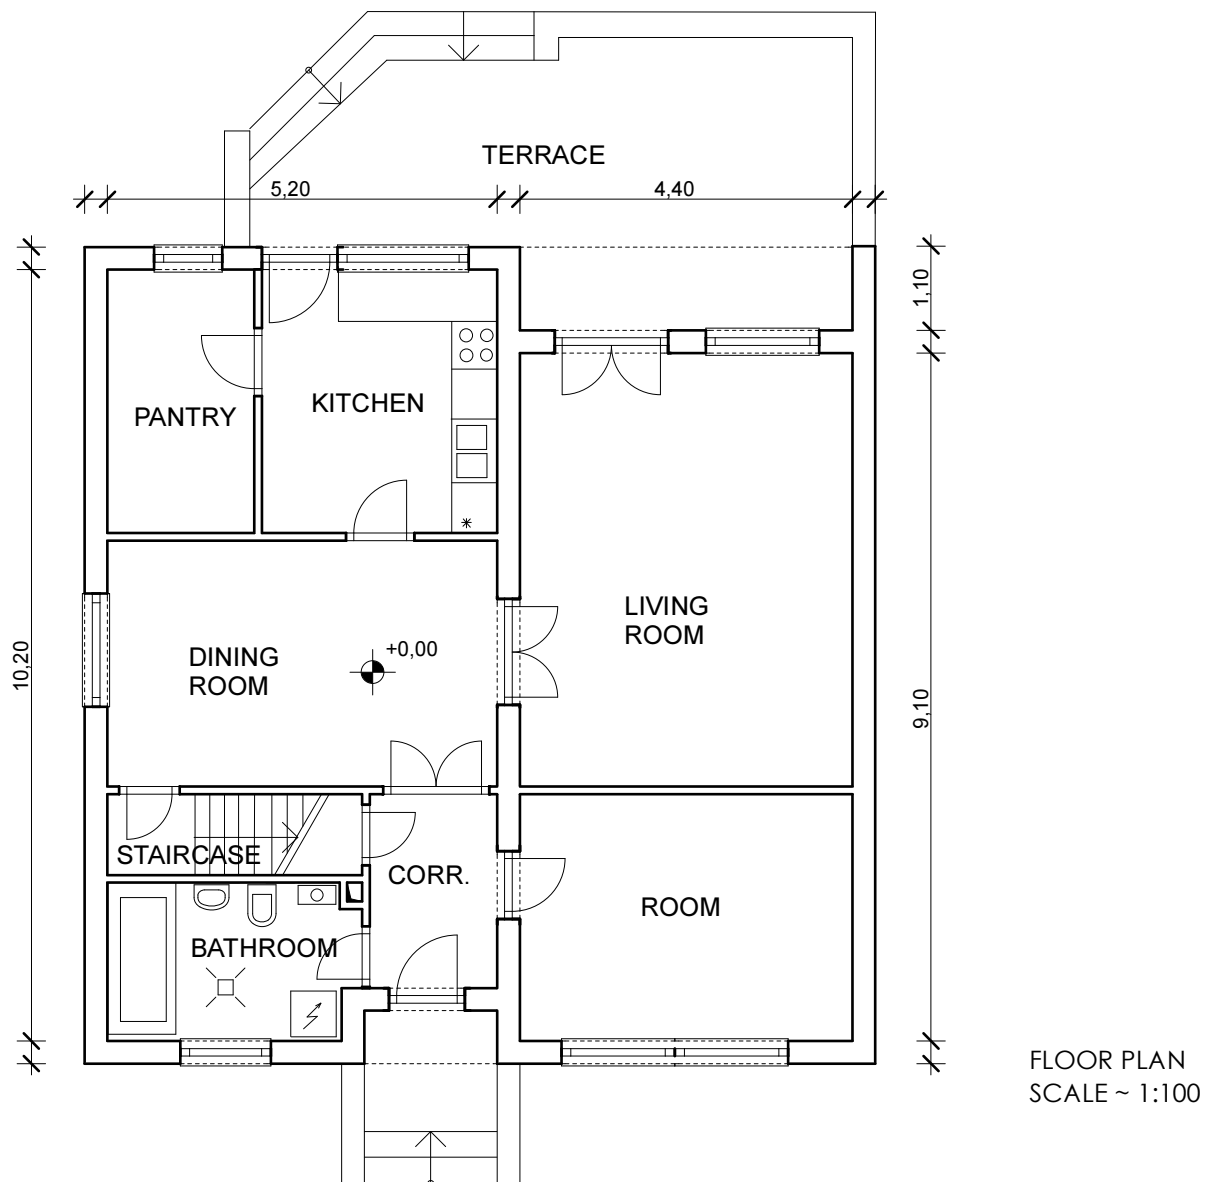 TERRACE
5,20
4,40
1,10
KITCHEN
PANTRY
LIVING
ROOM
+0,00
DINING
ROOM
10,20
9,10
STAIRCASE
CORR.
ROOM
BATHROOM
FLOOR PLAN
SCALE ~ 1:100